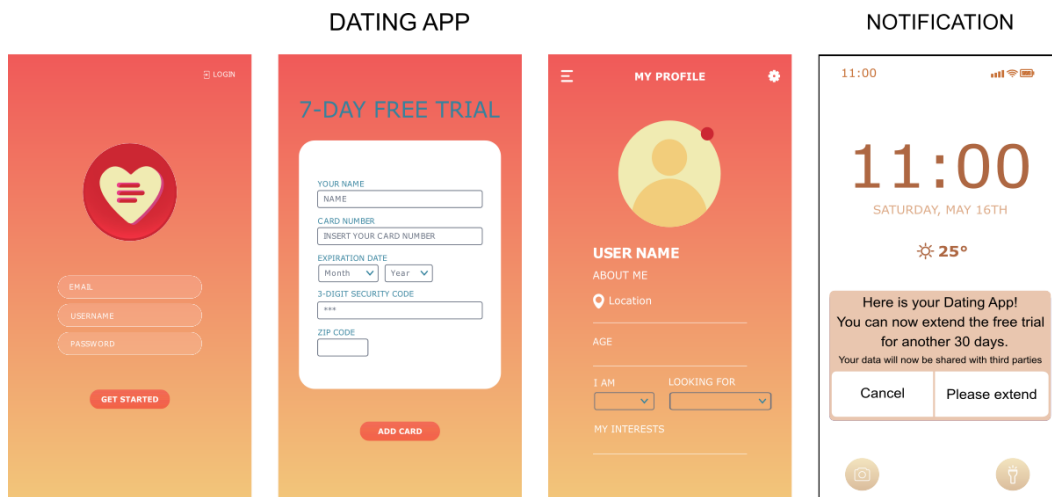 DATING APP
NOTIFICATION
LOGIN
EMAIL
USERNAME
PASSWORD
GET STARTED
7-DAY FREE TRIAL
YOUR NAME
NAME
CARD NUMBER
INSERT YOUR CARD NUMBER
EXPIRATION DATE
Month Year
3-DIGIT SECURITY CODE
***
ZIP CODE
ADD CARD
MY PROFILE
USER NAME
ABOUT ME
Location
AGE
I AM LOOKING FOR
MY INTERESTS
11:00
11:00
SATURDAY, MAY 16TH
25°
Here is your Dating App!
You can now extend the free trial
for another 30 days.
Your data will now be shared with third parties
Cancel Please extend